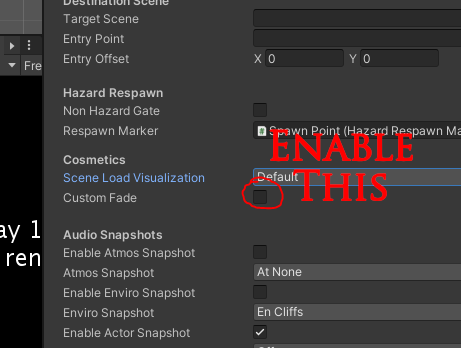 Destination Scene
Target Scene
Entry Point
Entry Offset X 0 Y 0
Fre
Hazard Respawn
Non Hazard Gate
Respawn Marker Spawn Point (Hazard Respawn Ma
ENABLE
Cosmetics
Scene Load Visualization Default
THIS
Custom Fade
ay 1
ren
Audio Snapshots
Enable Atmos Snapshot
Atmos Snapshot At None
Enable Enviro Snapshot
Enviro Snapshot En Cliffs
Enable Actor Snapshot